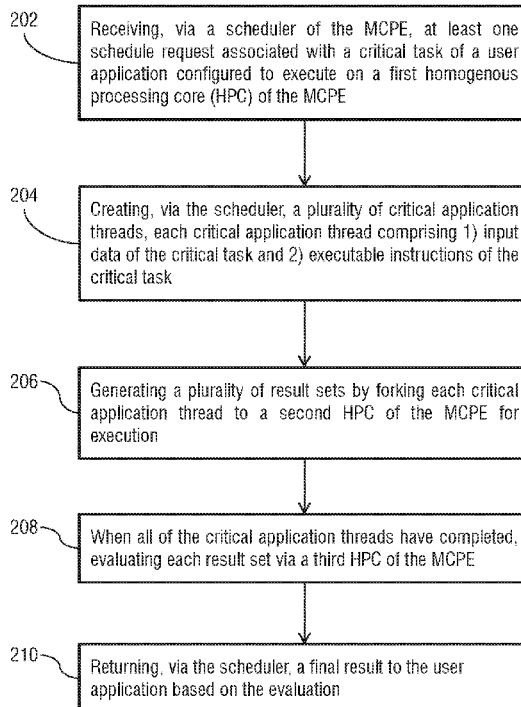 202
Receiving, via a scheduler of the MCPE, at least one
schedule request associated with a critical task of a user
application configured to execute on a first homogenous
processing core (HPC) of the MCPE
204
Creating, via the scheduler, a plurality of critical application
threads, each critical application thread comprising 1) input
data of the critical task and 2) executable instructions of the
critical task
206
Generating a plurality of result sets by forking each critical
application thread to a second HPC of the MCPE for
execution
208
When all of the critical application threads have completed,
evaluating each result set via a third HPC of the MCPE
210
Returning, via the scheduler, a final result to the user
application based on the evaluation